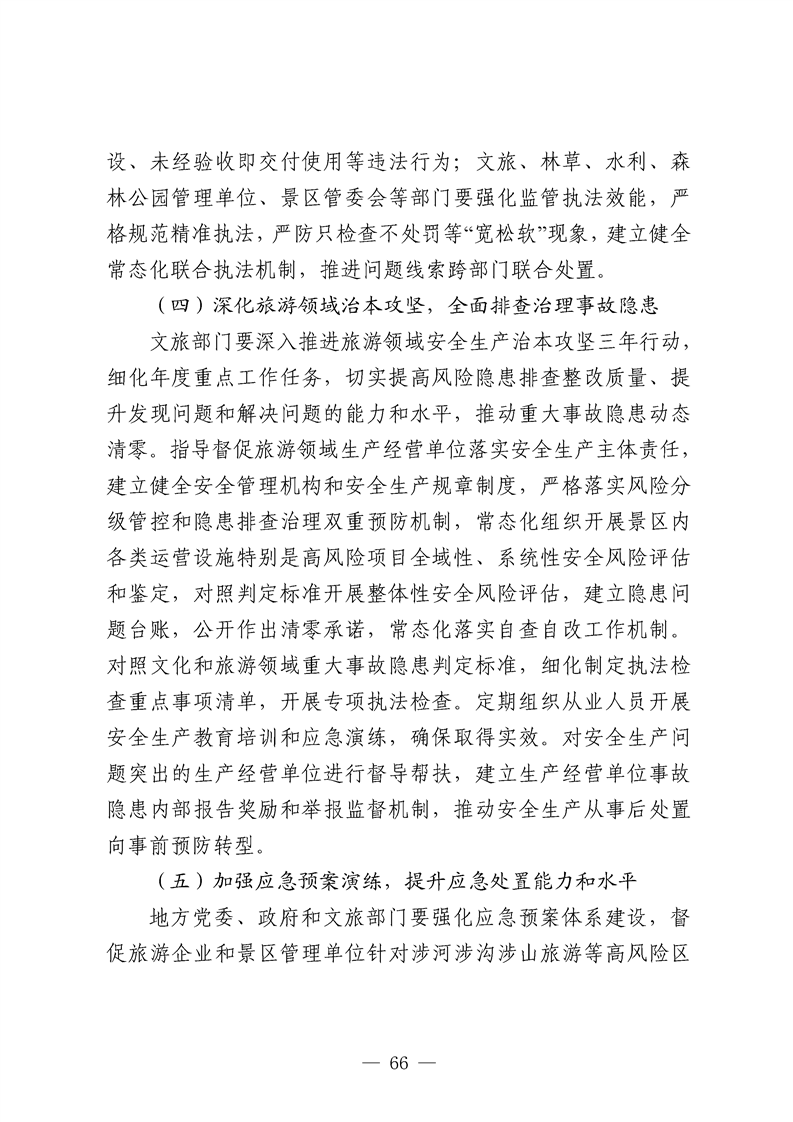 设、未经验收即交付使用等违法行为；文旅、林草、水利、森
林公园管理单位、景区管委会等部门要强化监管执法效能，严
格规范精准执法，严防只检查不处罚等“宽松软”现象，建立健全
常态化联合执法机制，推进问题线索跨部门联合处置。
（四）深化旅游领域治本攻坚，全面排查治理事故隐患
文旅部门要深入推进旅游领域安全生产治本攻坚三年行动，
细化年度重点工作任务，切实提高风险隐患排查整改质量、提
升发现问题和解决问题的能力和水平，推动重大事故隐患动态
清零。指导督促旅游领域生产经营单位落实安全生产主体责任，
建立健全安全管理机构和安全生产规章制度，严格落实风险分
级管控和隐患排查治理双重预防机制，常态化组织开展景区内
各类运营设施特别是高风险项目全域性、系统性安全风险评估
和鉴定，对照判定标准开展整体性安全风险评估，建立隐患问
题台账，公开作出清零承诺，常态化落实自查自改工作机制。
对照文化和旅游领域重大事故隐患判定标准，细化制定执法检
查重点事项清单，开展专项执法检查。定期组织从业人员开展
安全生产教育培训和应急演练，确保取得实效。对安全生产问
题突出的生产经营单位进行督导帮扶，建立生产经营单位事故
隐患内部报告奖励和举报监督机制，推动安全生产从事后处置
向事前预防转型。
（五）加强应急预案演练，提升应急处置能力和水平
地方党委、政府和文旅部门要强化应急预案体系建设，督
促旅游企业和景区管理单位针对涉河涉沟涉山旅游等高风险区
— 66 —